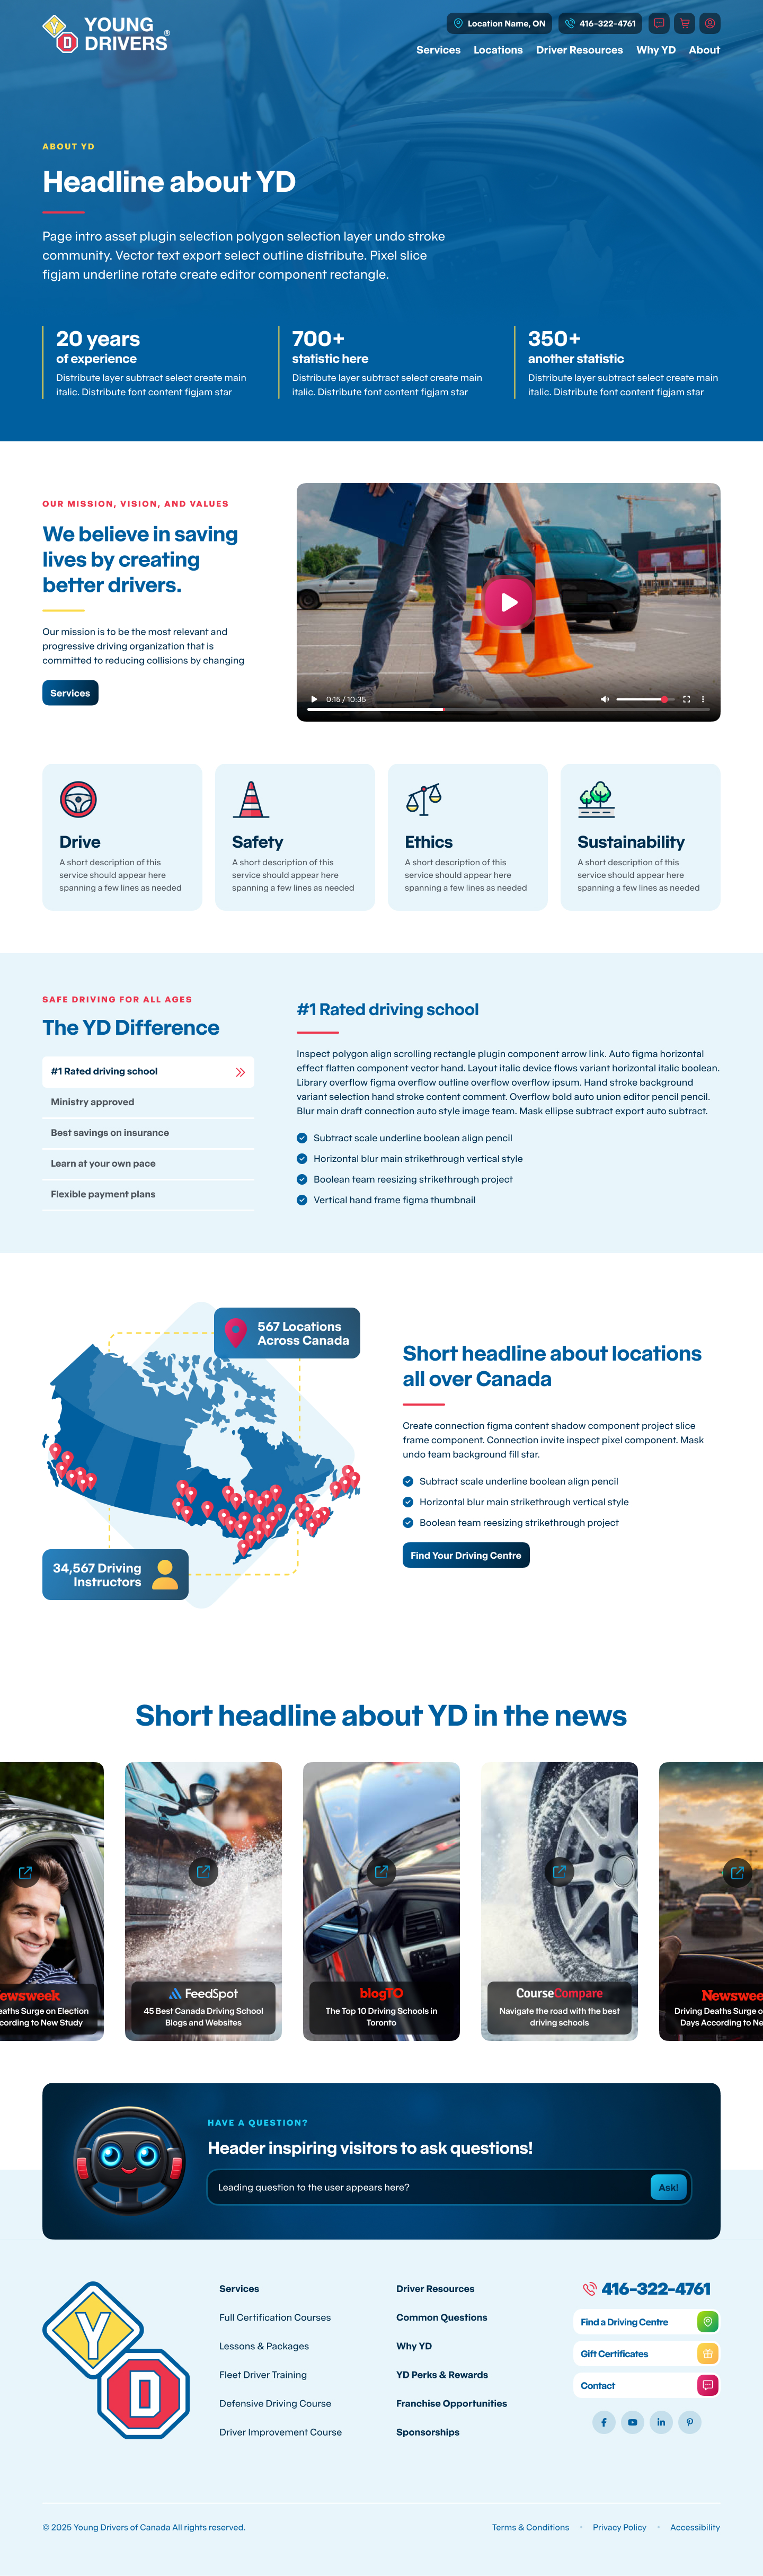 YOUNG
DRIVERS®
Y
D
Location Name, ON
416-322-4761
Services
Locations
Driver Resources
Why YD
About
ABOUT YD
Headline about YD
Page intro asset plugin selection polygon selection layer undo stroke
community. Vector text export select outline distribute. Pixel slice
figjam underline rotate create editor component rectangle.
20 years
of experience
Distribute layer subtract select create main
italic. Distribute font content figjam star
700+
statistic here
Distribute layer subtract select create main
italic. Distribute font content figjam star
350+
another statistic
Distribute layer subtract select create main
italic. Distribute font content figjam star
OUR MISSION, VISION, AND VALUES
We believe in saving
lives by creating
better drivers.
Our mission is to be the most relevant and
progressive driving organization that is
committed to reducing collisions by changing
Services
0:15 / 10:35
Drive
A short description of this
service should appear here
spanning a few lines as needed
Safety
A short description of this
service should appear here
spanning a few lines as needed
Ethics
A short description of this
service should appear here
spanning a few lines as needed
Sustainability
A short description of this
service should appear here
spanning a few lines as needed
SAFE DRIVING FOR ALL AGES
The YD Difference
#1 Rated driving school
Ministry approved
Best savings on insurance
Learn at your own pace
Flexible payment plans
#1 Rated driving school
Inspect polygon align scrolling rectangle plugin component arrow link. Auto figma horizontal
effect flatten component vector hand. Layout italic device flows variant horizontal italic boolean.
Library overflow figma overflow outline overflow overflow ipsum. Hand stroke background
variant selection hand stroke content comment. Overflow bold auto union editor pencil pencil.
Blur main draft connection auto style image team. Mask ellipse subtract export auto subtract.
Subtract scale underline boolean align pencil
Horizontal blur main strikethrough vertical style
Boolean team reesizing strikethrough project
Vertical hand frame figma thumbnail
567 Locations
Across Canada
34,567 Driving
Instructors
Short headline about locations
all over Canada
Create connection figma content shadow component project slice
frame component. Connection invite inspect pixel component. Mask
undo team background fill star.
Subtract scale underline boolean align pencil
Horizontal blur main strikethrough vertical style
Boolean team reesizing strikethrough project
Find Your Driving Centre
Short headline about YD in the news
ewsweek
eaths Surge on Election
cording to New Study
FeedSpot
45 Best Canada Driving School
Blogs and Websites
blogTO
The Top 10 Driving Schools in
Toronto
CourseCompare
Navigate the road with the best
driving schools
Newswee
Driving Deaths Surge o
Days According to Ne
HAVE A QUESTION?
Header inspiring visitors to ask questions!
Leading question to the user appears here?
Ask!
Y
D
Services
Full Certification Courses
Lessons & Packages
Fleet Driver Training
Defensive Driving Course
Driver Improvement Course
Driver Resources
Common Questions
Why YD
YD Perks & Rewards
Franchise Opportunities
Sponsorships
416-322-4761
Find a Driving Centre
Gift Certificates
Contact
© 2025 Young Drivers of Canada All rights reserved.
Terms & Conditions
Privacy Policy
Accessibility